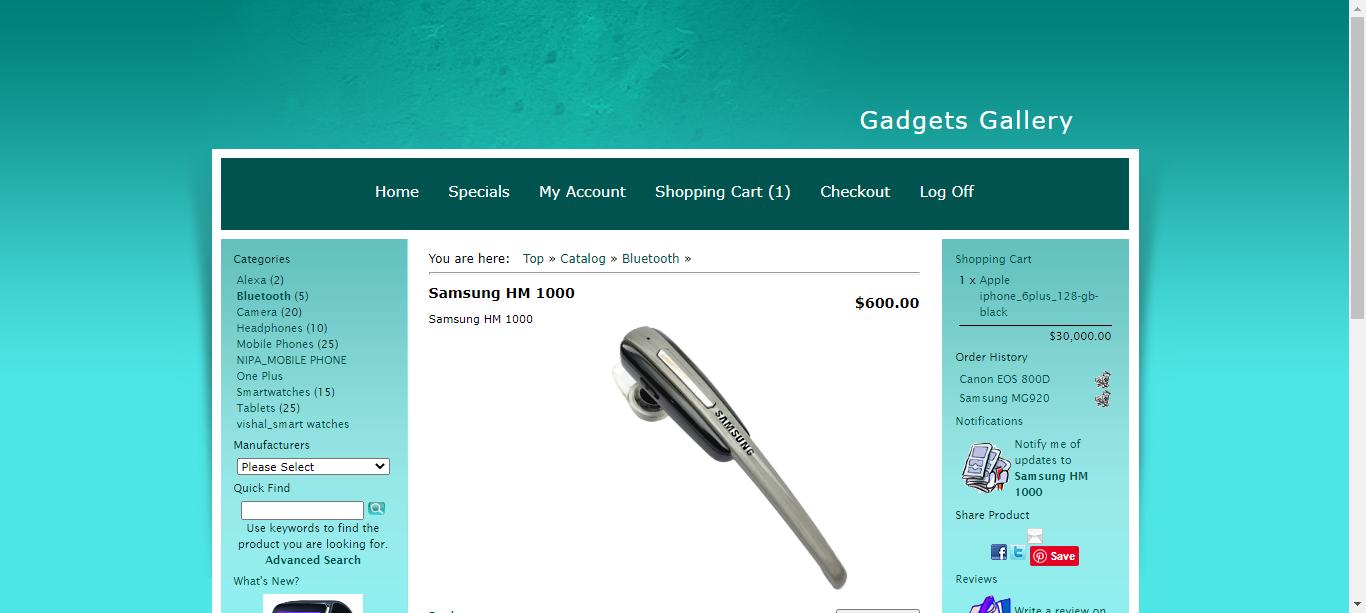 Gadgets Gallery
Home Specials My Account Shopping Cart (1) Checkout Log Off
Categories
Alexa (2)
Bluetooth (5)
Camera (20)
Headphones (10)
Mobile Phones (25)
NIPA_MOBILE PHONE
One Plus
Smartwatches (15)
Tablets (25)
vishal_smart watches
Manufacturers
Please Select
Quick Find
Use keywords to find the
product you are looking for.
Advanced Search
What's New?
You are here: Top » Catalog » Bluetooth »
Samsung HM 1000
$600.00
Samsung HM 1000
SAMSUNG
Shopping Cart
1 x Apple
iphone_6plus_128-gb-
black
$30,000.00
Order History
Canon EOS 800D
Samsung MG920
Notifications
Notify me of
updates to
Samsung HM
1000
Share Product
f t Save
Reviews
Write a review on